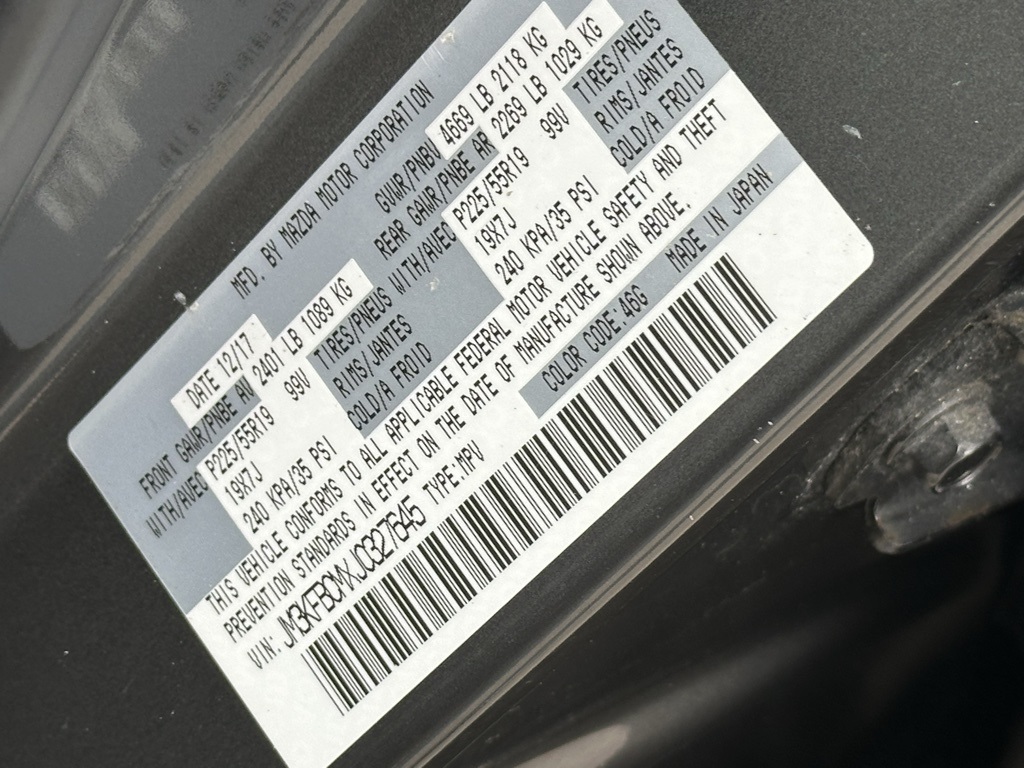 MFD. BY MAZDA MOTOR CORPORATION
DATE 12/17 GVWR/PNBV 4669 LB 2118 KG
FRONT GAWR/PNBE AV 2401 LB 1089 KG REAR GAWR/PNBE AR 2269 LB 1029 KG
WITH/AVEC P225/55R19 99V TIRES/PNEUS WITH/AVEC P225/55R19 99V TIRES/PNEUS
19X7J RIMS/JANTES 19X7J RIMS/JANTES
240 KPA/35 PSI COLD/A FROID 240 KPA/35 PSI COLD/A FROID
THIS VEHICLE CONFORMS TO ALL APPLICABLE FEDERAL MOTOR VEHICLE SAFETY AND THEFT
PREVENTION STANDARDS IN EFFECT ON THE DATE OF MANUFACTURE SHOWN ABOVE.
VIN: JM3KFBCMXJ0327645 TYPE:MPV COLOR CODE:46G MADE IN JAPAN